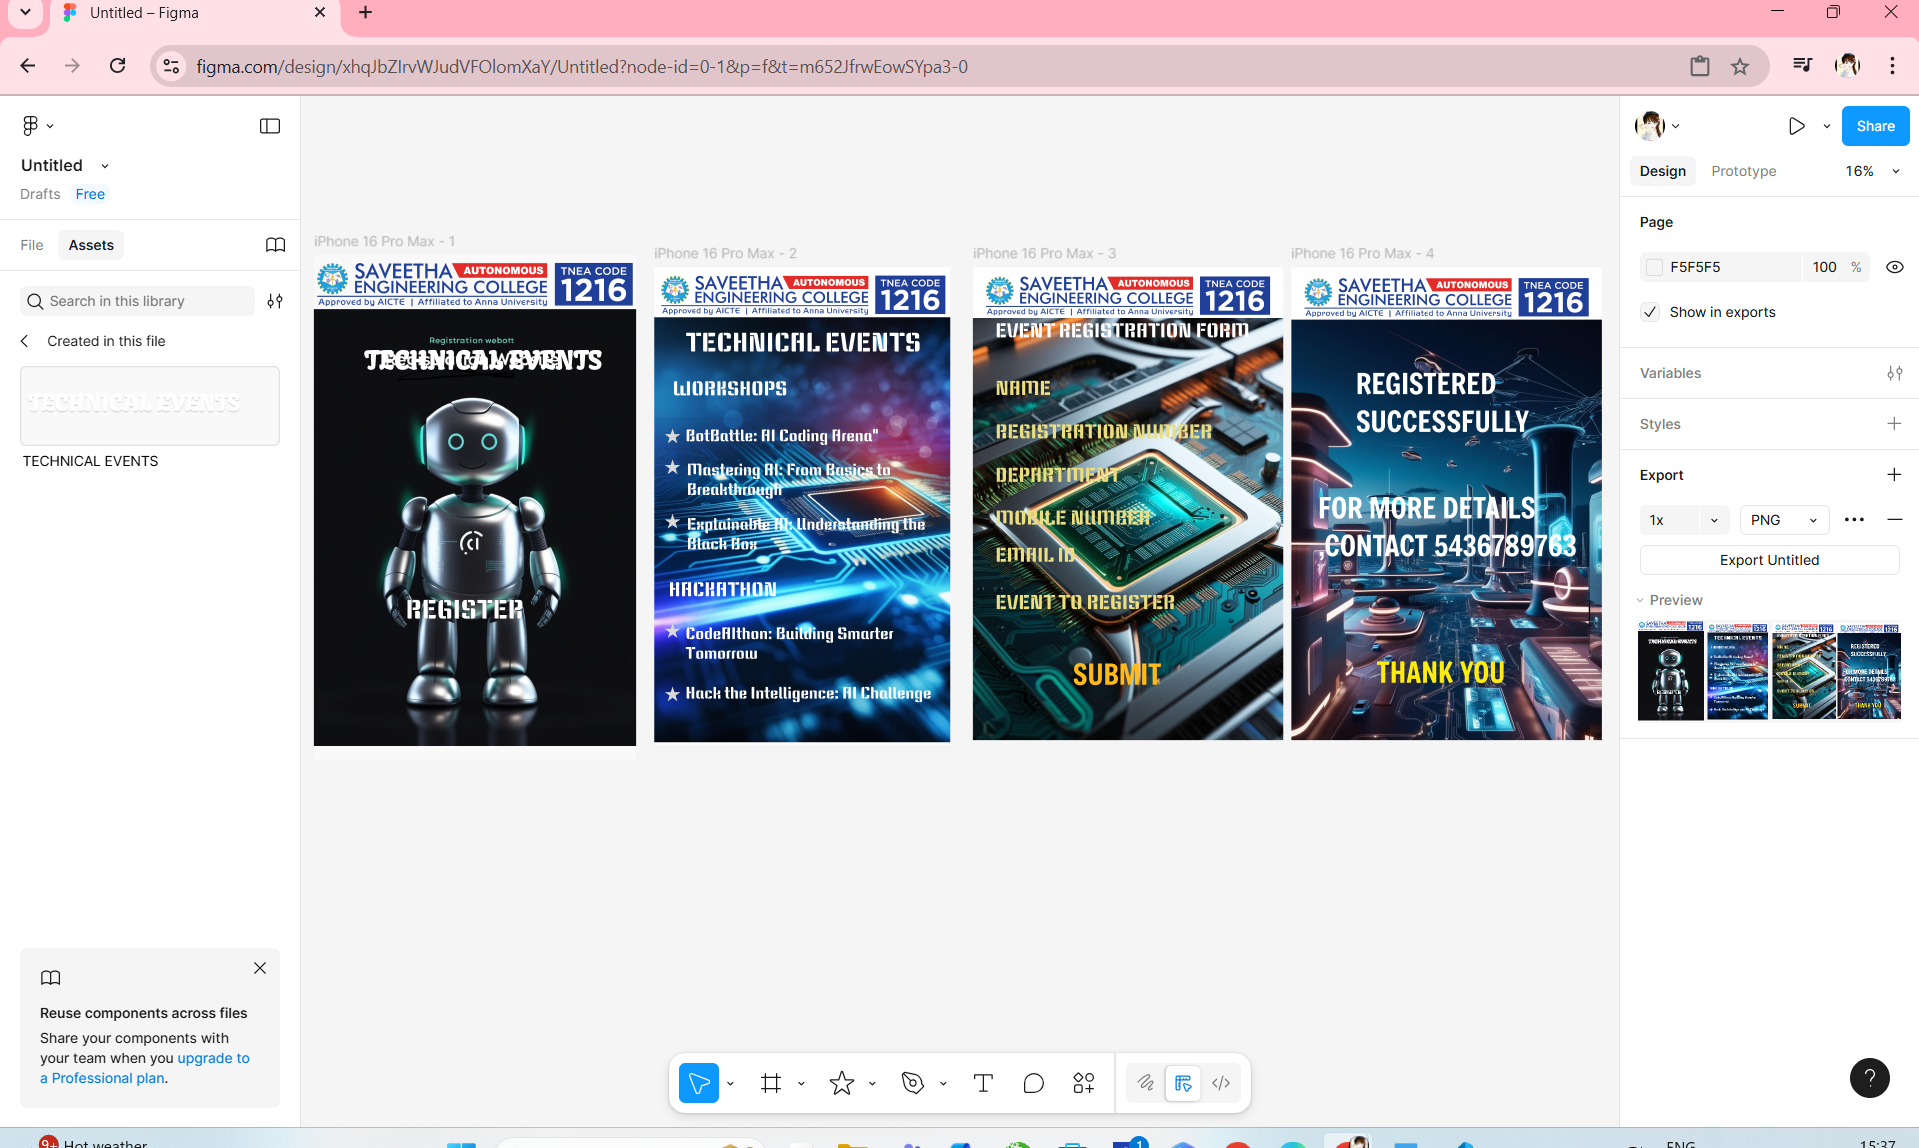 Untitled – Figma
figma.com/design/xhqJbZIrvWJudVFOlomXaY/Untitled?node-id=0-1&p=f&t=m652JfrwEowSYpa3-0
Untitled
Drafts Free
File Assets
Search in this library
Created in this file
TECHNICAL EVENTS
TECHNICAL EVENTS
Reuse components across files
Share your components with
your team when you upgrade to
a Professional plan.
iPhone 16 Pro Max - 1
SAVEETHA AUTONOMOUS
ENGINEERING COLLEGE
Approved by AICTE | Affiliated to Anna University
TNEA CODE
1216
Registration webott
TECHNICAL EVENTS
REGISTER
iPhone 16 Pro Max - 2
SAVEETHA AUTONOMOUS
ENGINEERING COLLEGE
Approved by AICTE | Affiliated to Anna University
TNEA CODE
1216
TECHNICAL EVENTS
WORKSHOPS
BotBattle: AI Coding Arena"
Mastering AI: From Basics to
Breakthrough
Explainable AI: Understanding the
Black Box
HACKATHON
CodeAIthon: Building Smarter
Tomorrow
Hack the Intelligence: AI Challenge
iPhone 16 Pro Max - 3
SAVEETHA AUTONOMOUS
ENGINEERING COLLEGE
Approved by AICTE | Affiliated to Anna University
TNEA CODE
1216
EVENT REGISTRATION FORM
NAME
REGISTRATION NUMBER
DEPARTMENT
MOBILE NUMBER
EMAIL ID
EVENT TO REGISTER
SUBMIT
iPhone 16 Pro Max - 4
SAVEETHA AUTONOMOUS
ENGINEERING COLLEGE
Approved by AICTE | Affiliated to Anna University
TNEA CODE
1216
REGISTERED
SUCCESSFULLY
FOR MORE DETAILS
,CONTACT 5436789763
THANK YOU
Share
Design Prototype 16%
Page
F5F5F5 100 %
Show in exports
Variables
Styles
Export
1x PNG
Export Untitled
Preview
?
9+ Hot weather
1
ENG
15:37